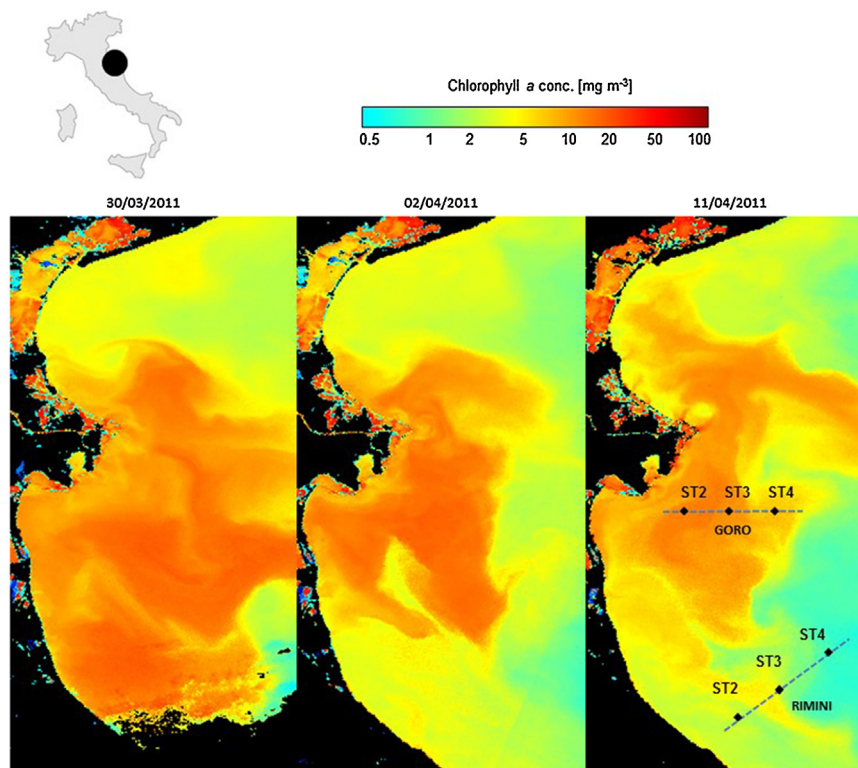 Chlorophyll a conc. [mg m-3]
0.5 1 2 5 10 20 50 100
30/03/2011 02/04/2011 11/04/2011
ST2 ST3 ST4
GORO
ST4
ST3
ST2
RIMINI